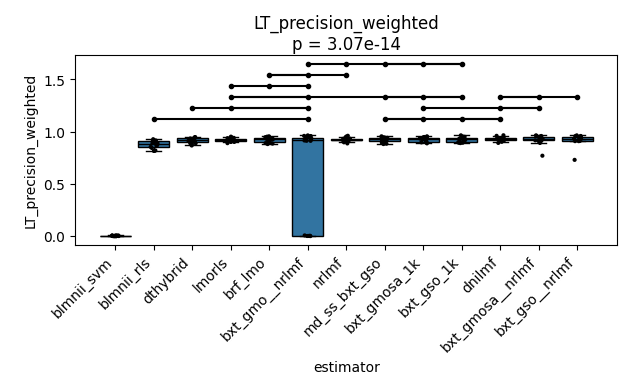 LT_precision_weighted
p = 3.07e-14
LT_precision_weighted
1.5
1.0
0.5
0.0
blmnii_svm
blmnii_rls
dthybrid
lmorls
brf_lmo
bxt_gmo__nrlmf
nrlmf
md_ss_bxt_gso
bxt_gmosa_1k
bxt_gso_1k
dnilmf
bxt_gmosa__nrlmf
bxt_gso__nrlmf
estimator